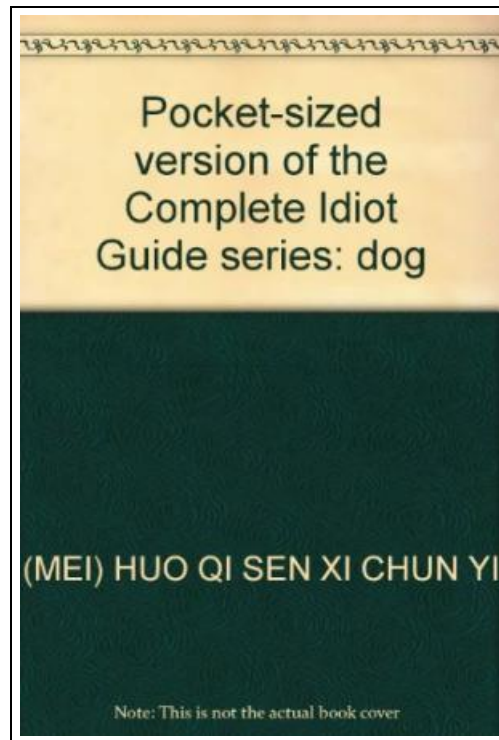 Pocket-sized
version of the
Complete Idiot
Guide series: dog
(MEI) HUO QI SEN XI CHUN YI
Note: This is not the actual book cover